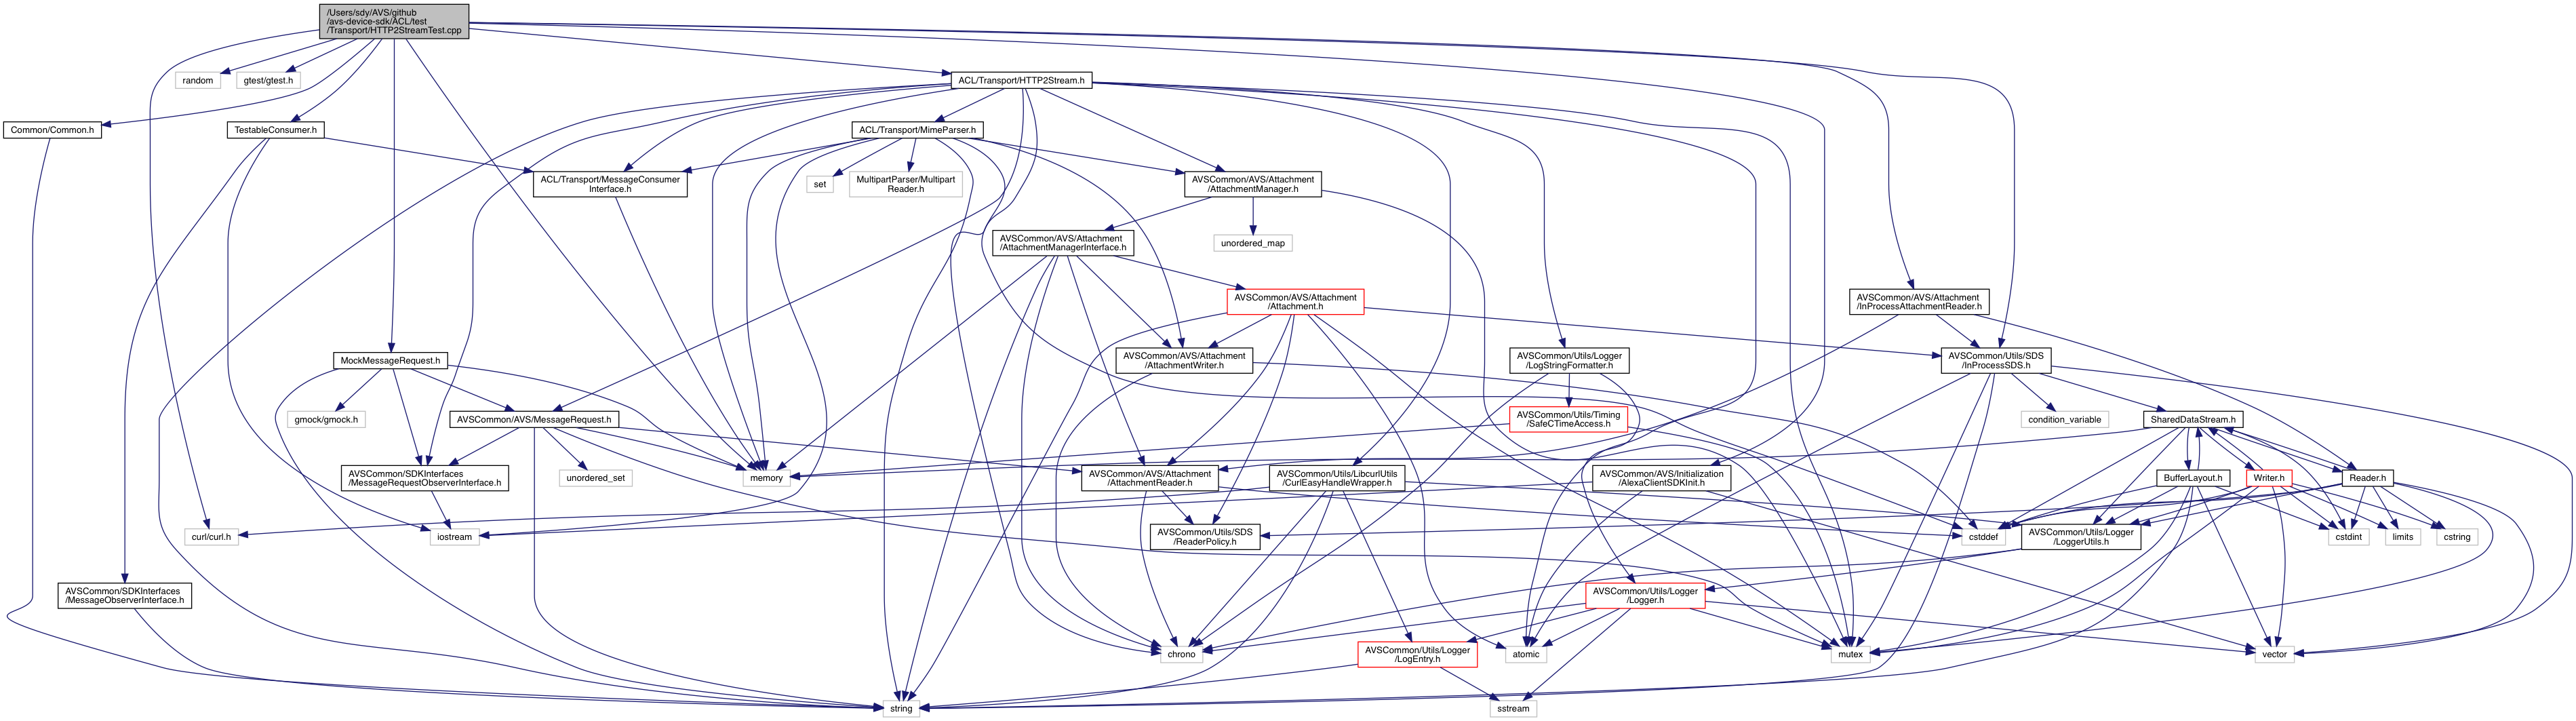 /Users/sdy/AVS/github
/avs-device-sdk/ACL/test
/Transport/HTTP2StreamTest.cpp
random
gtest/gtest.h
ACL/Transport/HTTP2Stream.h
Common/Common.h
TestableConsumer.h
ACL/Transport/MimeParser.h
ACL/Transport/MessageConsumer
Interface.h
set
MultipartParser/Multipart
Reader.h
AVSCommon/AVS/Attachment
/AttachmentManager.h
AVSCommon/AVS/Attachment
/AttachmentManagerInterface.h
unordered_map
AVSCommon/AVS/Attachment
/Attachment.h
AVSCommon/AVS/Attachment
/InProcessAttachmentReader.h
MockMessageRequest.h
AVSCommon/AVS/Attachment
/AttachmentWriter.h
AVSCommon/Utils/Logger
/LogStringFormatter.h
AVSCommon/Utils/SDS
/InProcessSDS.h
gmock/gmock.h
AVSCommon/AVS/MessageRequest.h
AVSCommon/Utils/Timing
/SafeCTimeAccess.h
condition_variable
SharedDataStream.h
AVSCommon/SDKInterfaces
/MessageRequestObserverInterface.h
unordered_set
memory
AVSCommon/AVS/Attachment
/AttachmentReader.h
AVSCommon/Utils/LibcurlUtils
/CurlEasyHandleWrapper.h
AVSCommon/AVS/Initialization
/AlexaClientSDKInit.h
BufferLayout.h
Writer.h
Reader.h
curl/curl.h
iostream
AVSCommon/Utils/SDS
/ReaderPolicy.h
cstddef
AVSCommon/Utils/Logger
/LoggerUtils.h
cstdint
limits
cstring
AVSCommon/SDKInterfaces
/MessageObserverInterface.h
AVSCommon/Utils/Logger
/Logger.h
chrono
AVSCommon/Utils/Logger
/LogEntry.h
atomic
mutex
vector
string
sstream